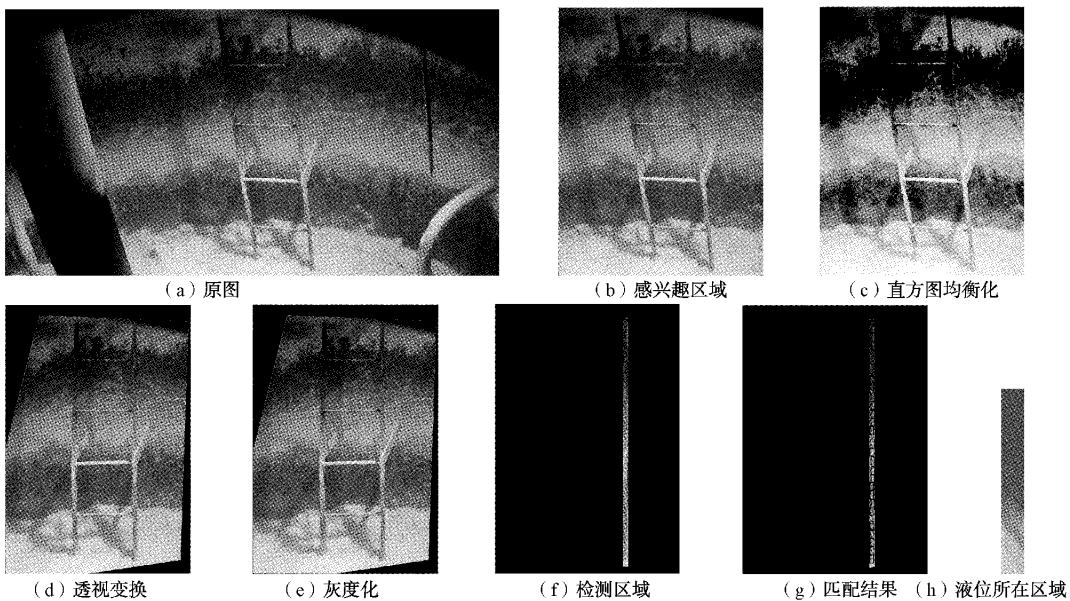 (a)原图
(b)感兴趣区域
(c)直方图均衡化
(d)透视变换
(e)灰度化
(f)检测区域
(g)匹配结果
(h)液位所在区域